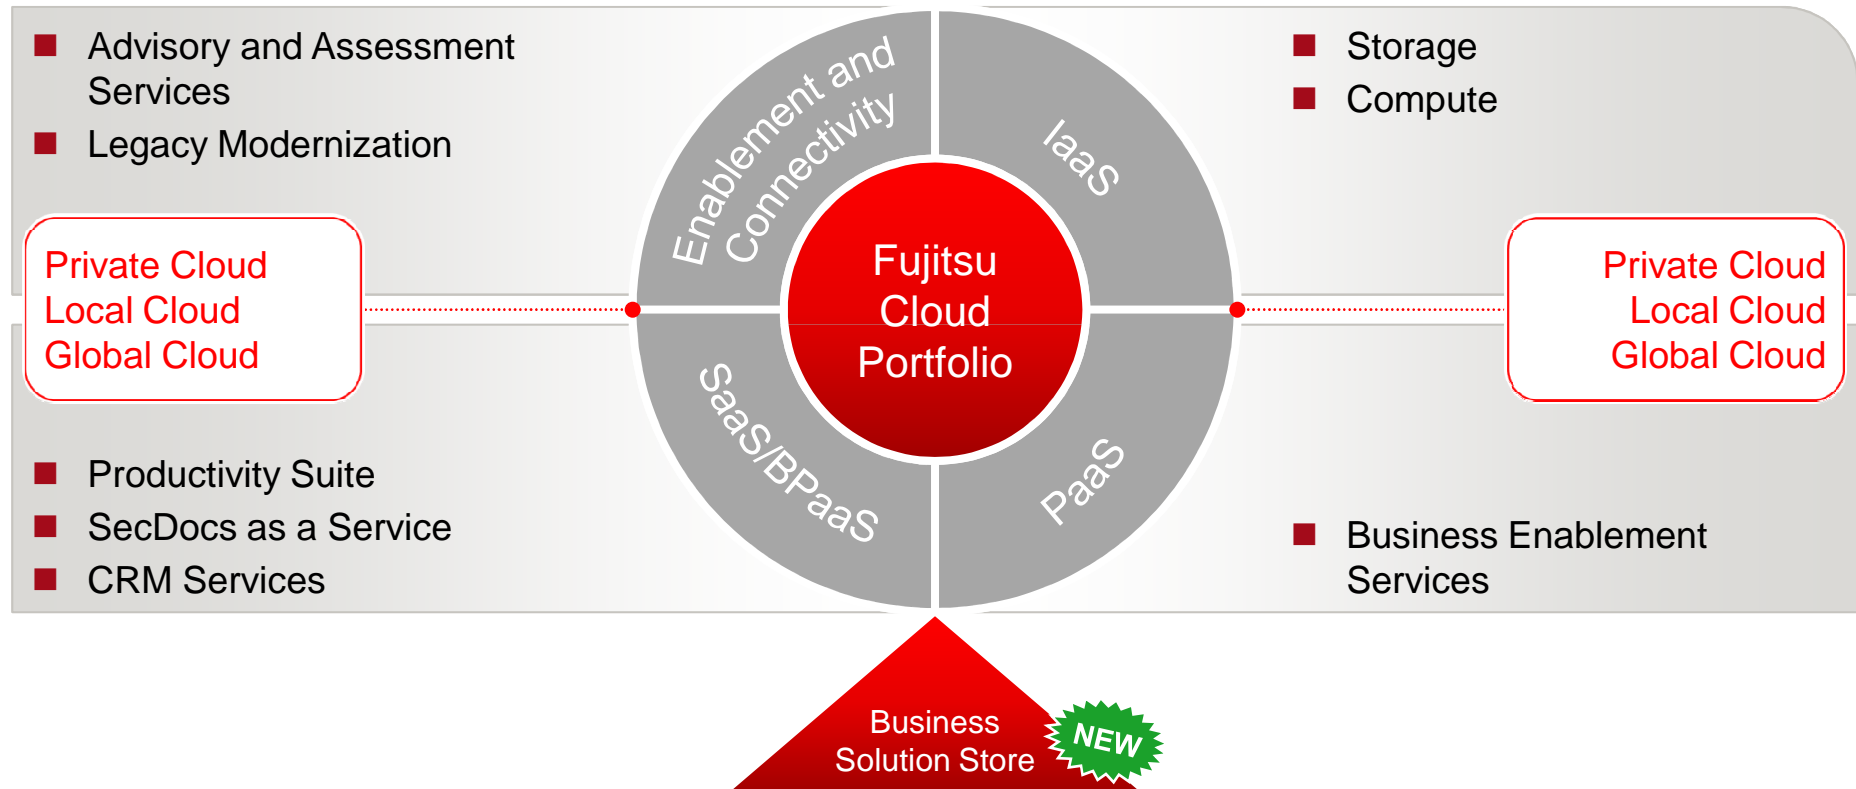 Advisory and Assessment
Services
Legacy Modernization
Enablement and
Connectivity
IaaS
Storage
Compute
Private Cloud
Local Cloud
Global Cloud
Fujitsu
Cloud
Portfolio
Private Cloud
Local Cloud
Global Cloud
Productivity Suite
SecDocs as a Service
CRM Services
SaaS/BPaaS
PaaS
Business Enablement
Services
Business
Solution Store
NEW